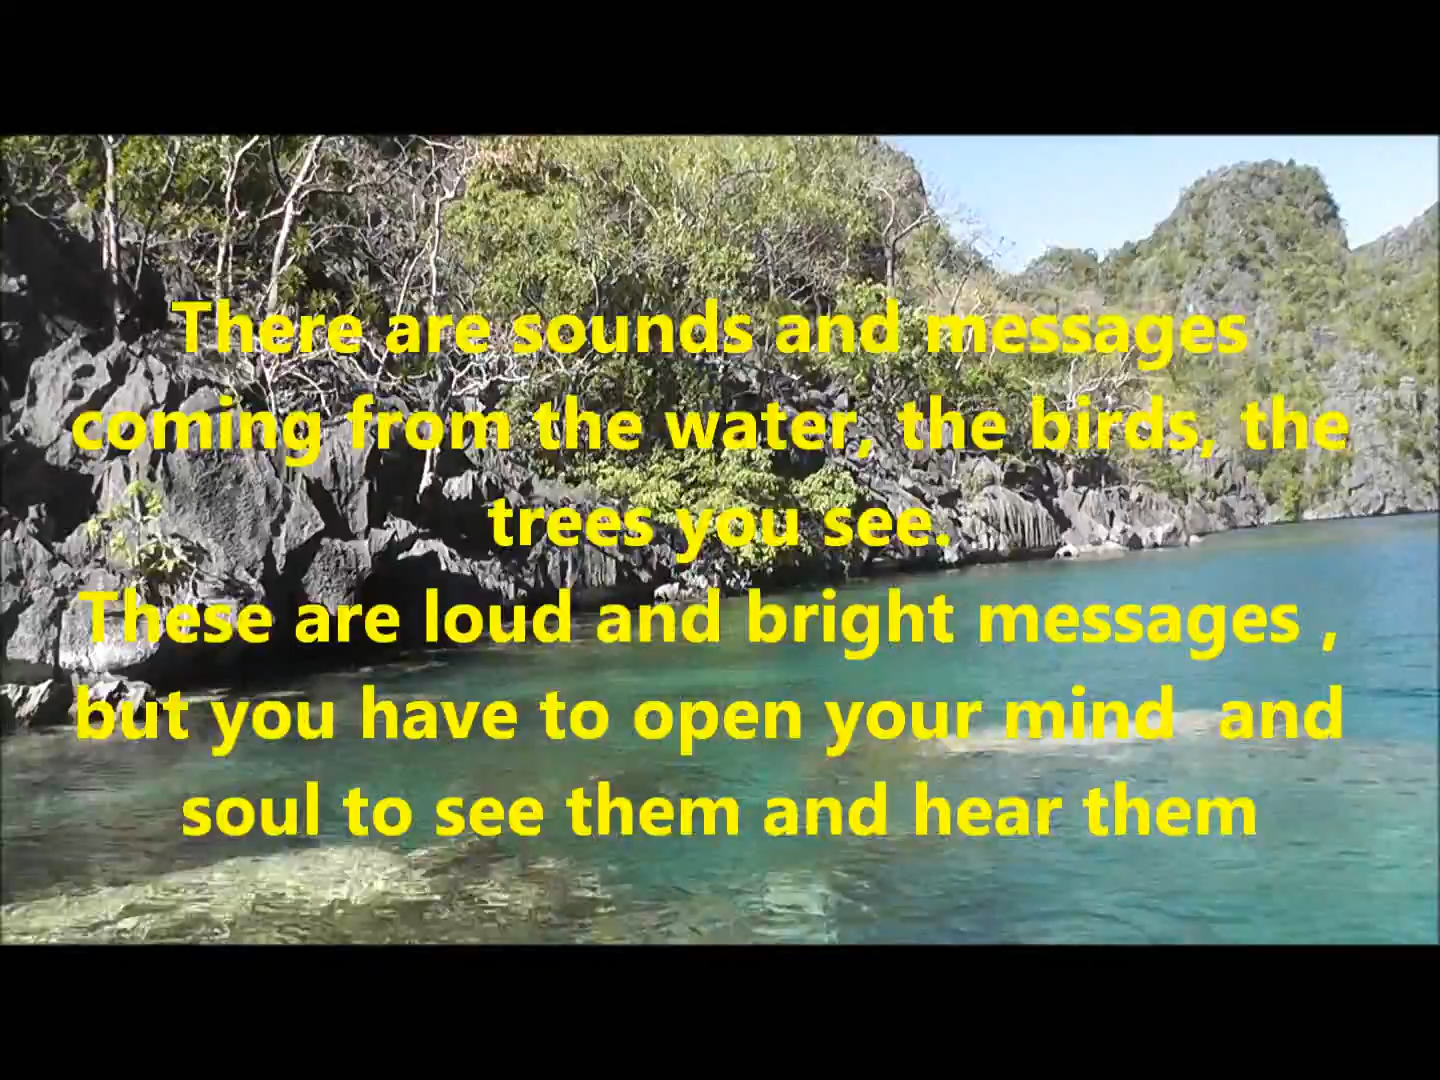 There are sounds and messages
coming from the water, the birds, the
trees you see.
These are loud and bright messages ,
but you have to open your mind  and
soul to see them and hear them